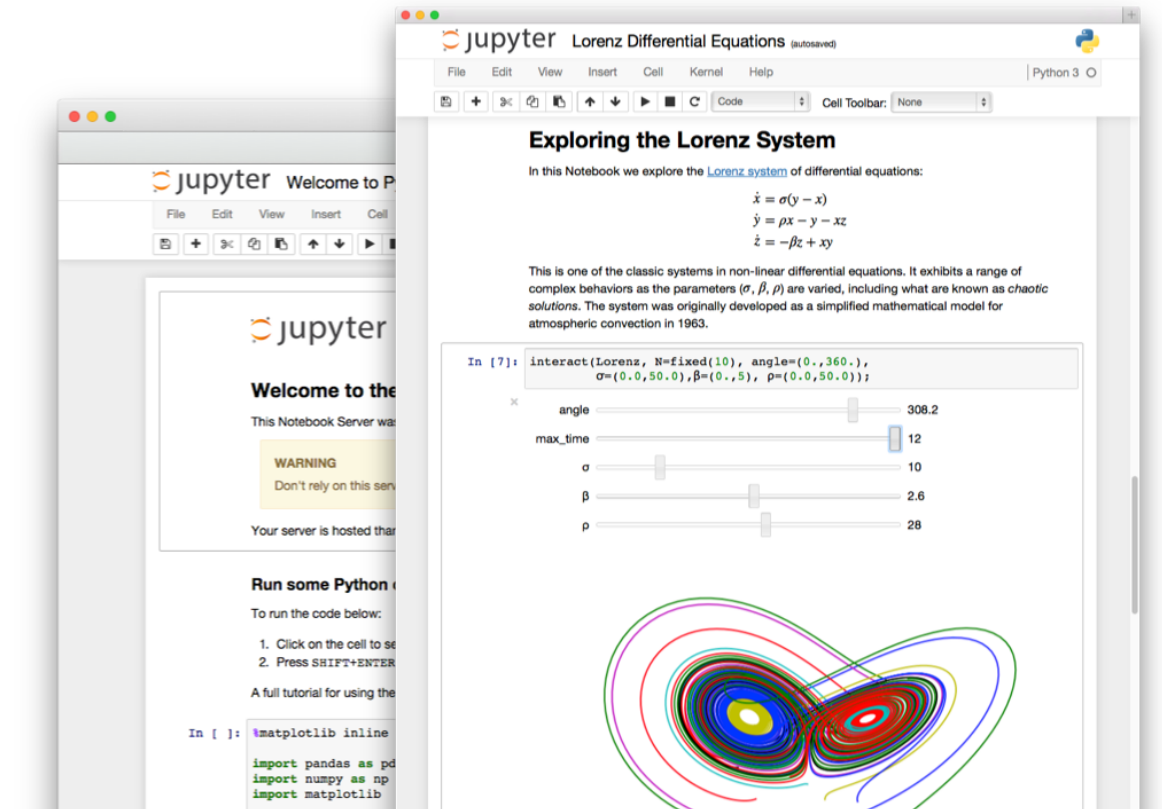 jupyter Lorenz Differential Equations (autosaved)
File Edit View Insert Cell Kernel Help Python 3
Code Cell Toolbar: None
Exploring the Lorenz System
In this Notebook we explore the Lorenz system of differential equations:
ẋ = σ(y − x)
ẏ = ρx − y − xz
ż = −βz + xy
This is one of the classic systems in non-linear differential equations. It exhibits a range of
complex behaviors as the parameters (σ, β, ρ) are varied, including what are known as chaotic
solutions. The system was originally developed as a simplified mathematical model for
atmospheric convection in 1963.
In [7]: interact(Lorenz, N=fixed(10), angle=(0.,360.),
σ=(0.0,50.0),β=(0.,5), ρ=(0.0,50.0));
angle 308.2
max_time 12
σ 10
β 2.6
ρ 28
jupyter Welcome to P
File Edit View Insert Cell
jupyter
Welcome to the
This Notebook Server was
WARNING
Don't rely on this serv
Your server is hosted than
Run some Python
To run the code below:
1. Click on the cell to se
2. Press SHIFT+ENTER
A full tutorial for using the
In [ ]: %matplotlib inline
import pandas as pd
import numpy as np
import matplotlib